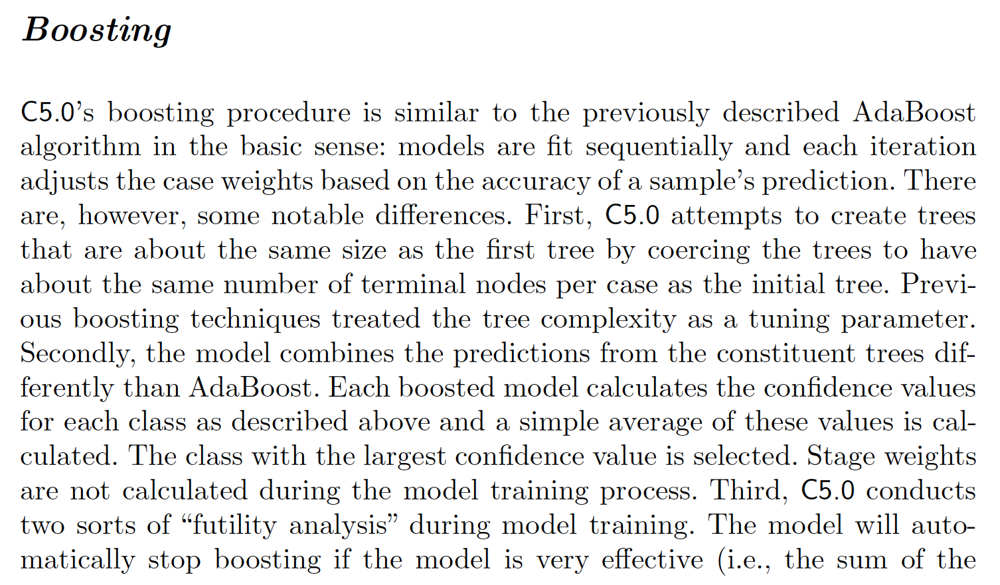 Boosting
C5.0’s boosting procedure is similar to the previously described AdaBoost
algorithm in the basic sense: models are fit sequentially and each iteration
adjusts the case weights based on the accuracy of a sample’s prediction. There
are, however, some notable differences. First, C5.0 attempts to create trees
that are about the same size as the first tree by coercing the trees to have
about the same number of terminal nodes per case as the initial tree. Previ-
ous boosting techniques treated the tree complexity as a tuning parameter.
Secondly, the model combines the predictions from the constituent trees dif-
ferently than AdaBoost. Each boosted model calculates the confidence values
for each class as described above and a simple average of these values is cal-
culated. The class with the largest confidence value is selected. Stage weights
are not calculated during the model training process. Third, C5.0 conducts
two sorts of “futility analysis” during model training. The model will auto-
matically stop boosting if the model is very effective (i.e., the sum of the